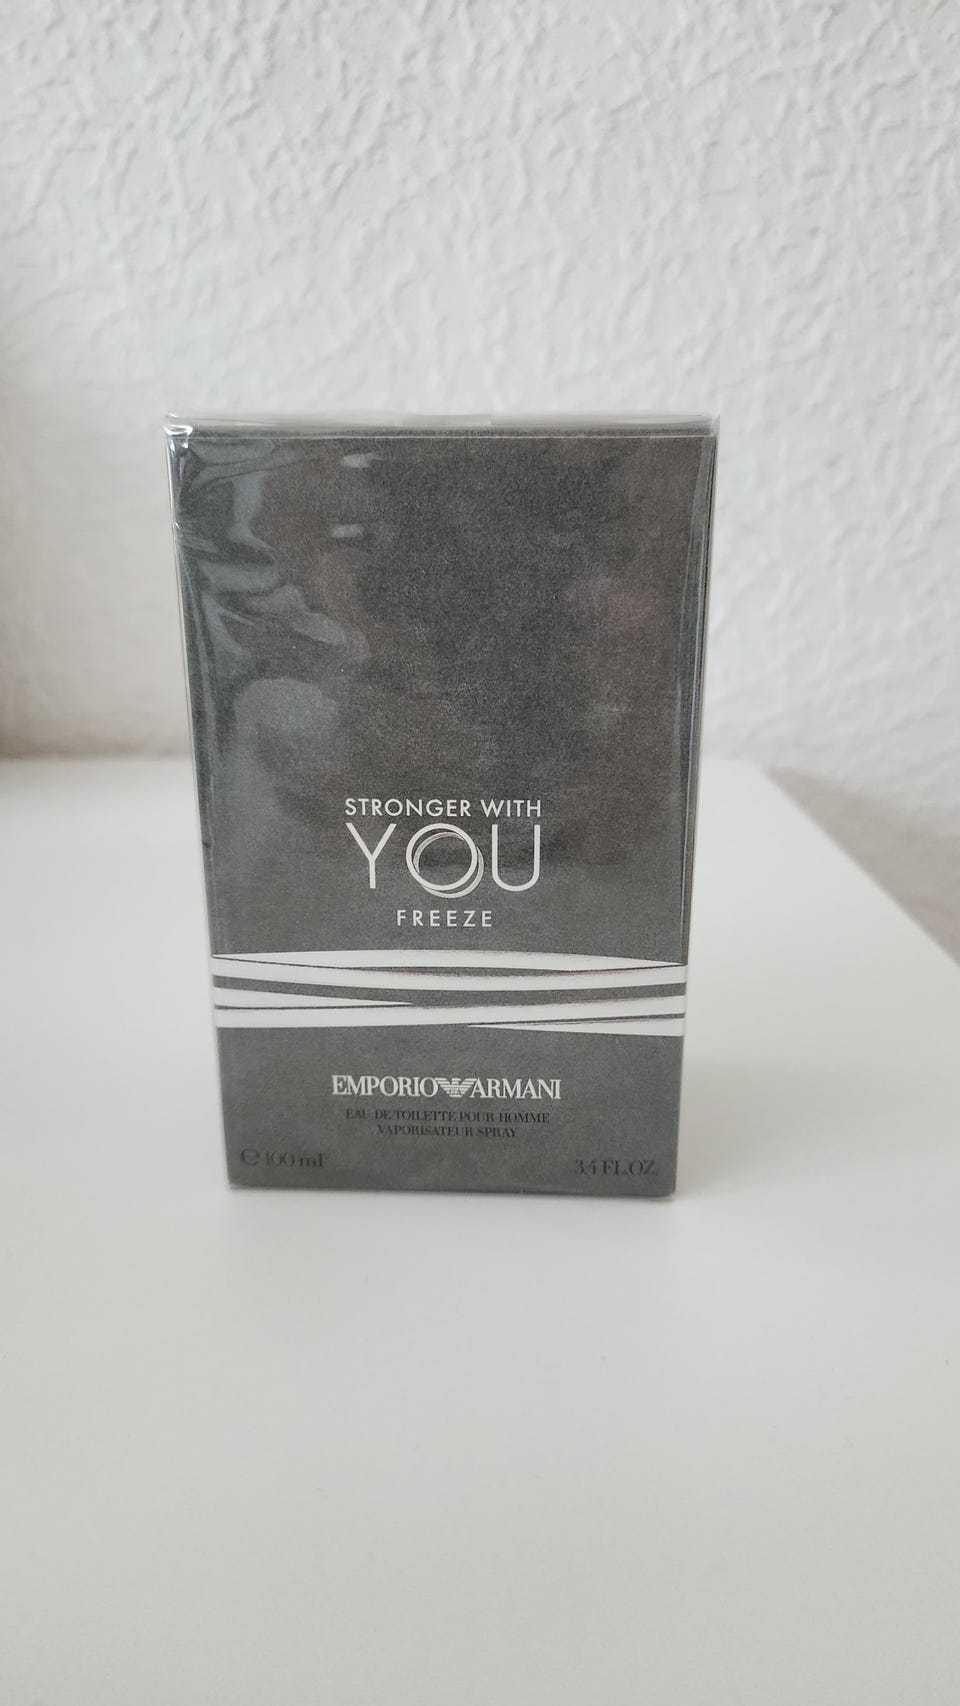 STRONGER WITH
YOU
FREEZE
EMPORIO ARMANI
EAU DE TOILETTE POUR HOMME
VAPORISATEUR SPRAY
℮ 100 ml 3.4 FL.OZ.